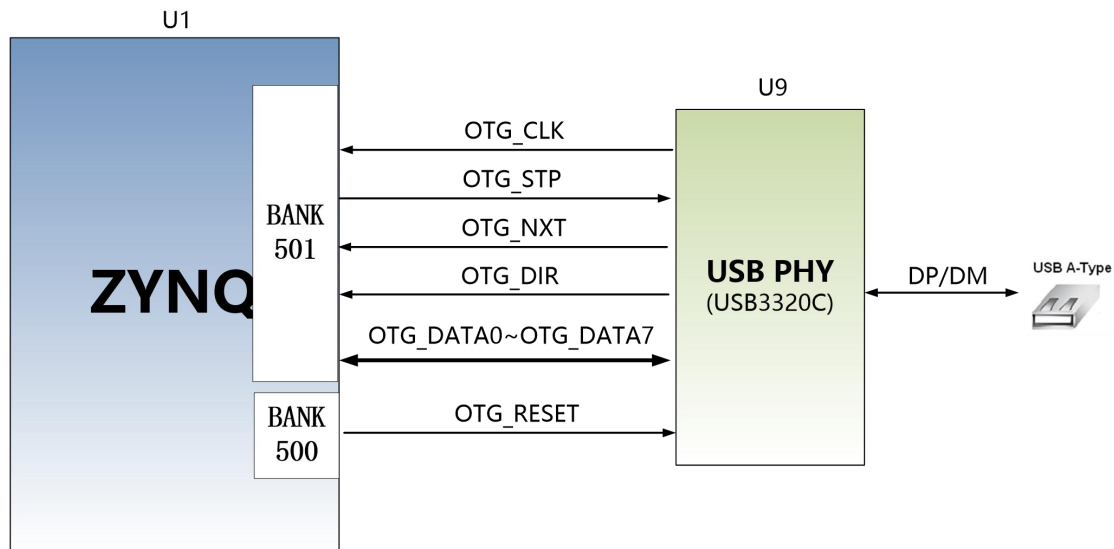 U1
U9
ZYNQ
BANK
501
BANK
500
OTG_CLK
OTG_STP
OTG_NXT
OTG_DIR
OTG_DATA0~OTG_DATA7
OTG_RESET
USB PHY
(USB3320C)
DP/DM
USB A-Type